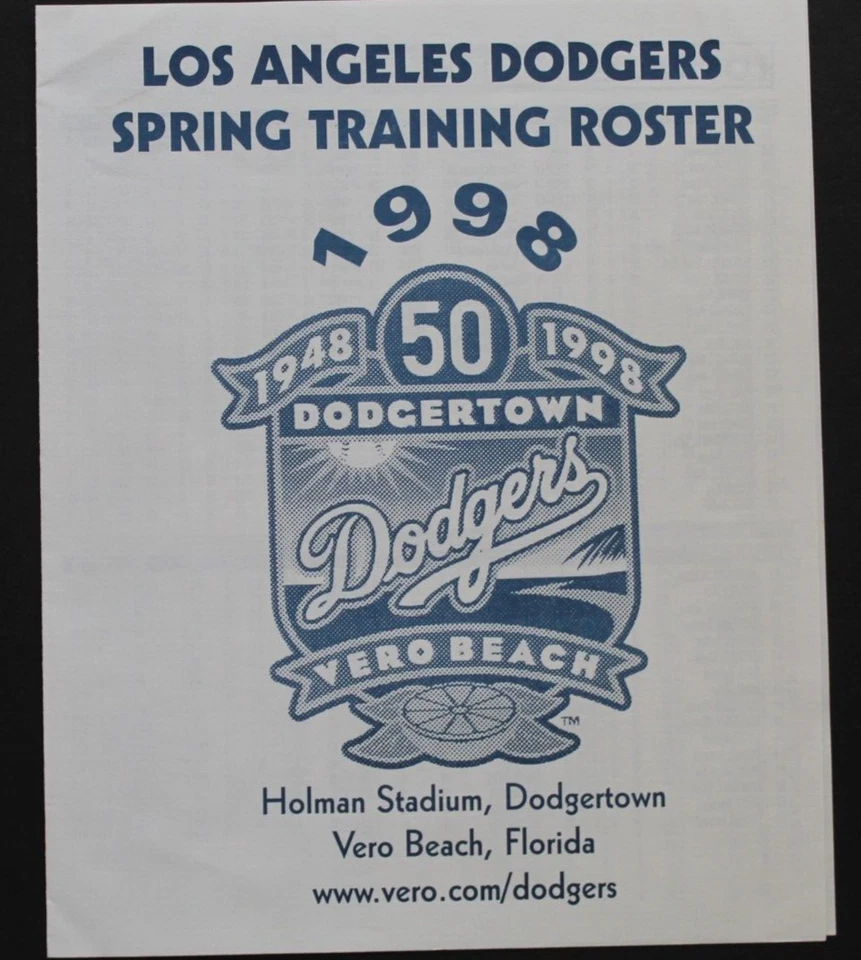 LOS ANGELES DODGERS
SPRING TRAINING ROSTER
1998
1948 50 1998
DODGERTOWN
Dodgers
VERO BEACH
TM
Holman Stadium, Dodgertown
Vero Beach, Florida
www.vero.com/dodgers